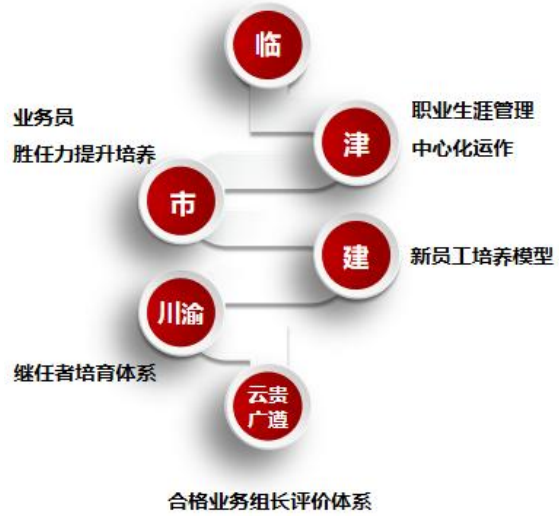 临
业务员
胜任力提升培养
津
职业生涯管理
中心化运作
市
建
新员工培养模型
川渝
继任者培育体系
云贵
广遵
合格业务组长评价体系